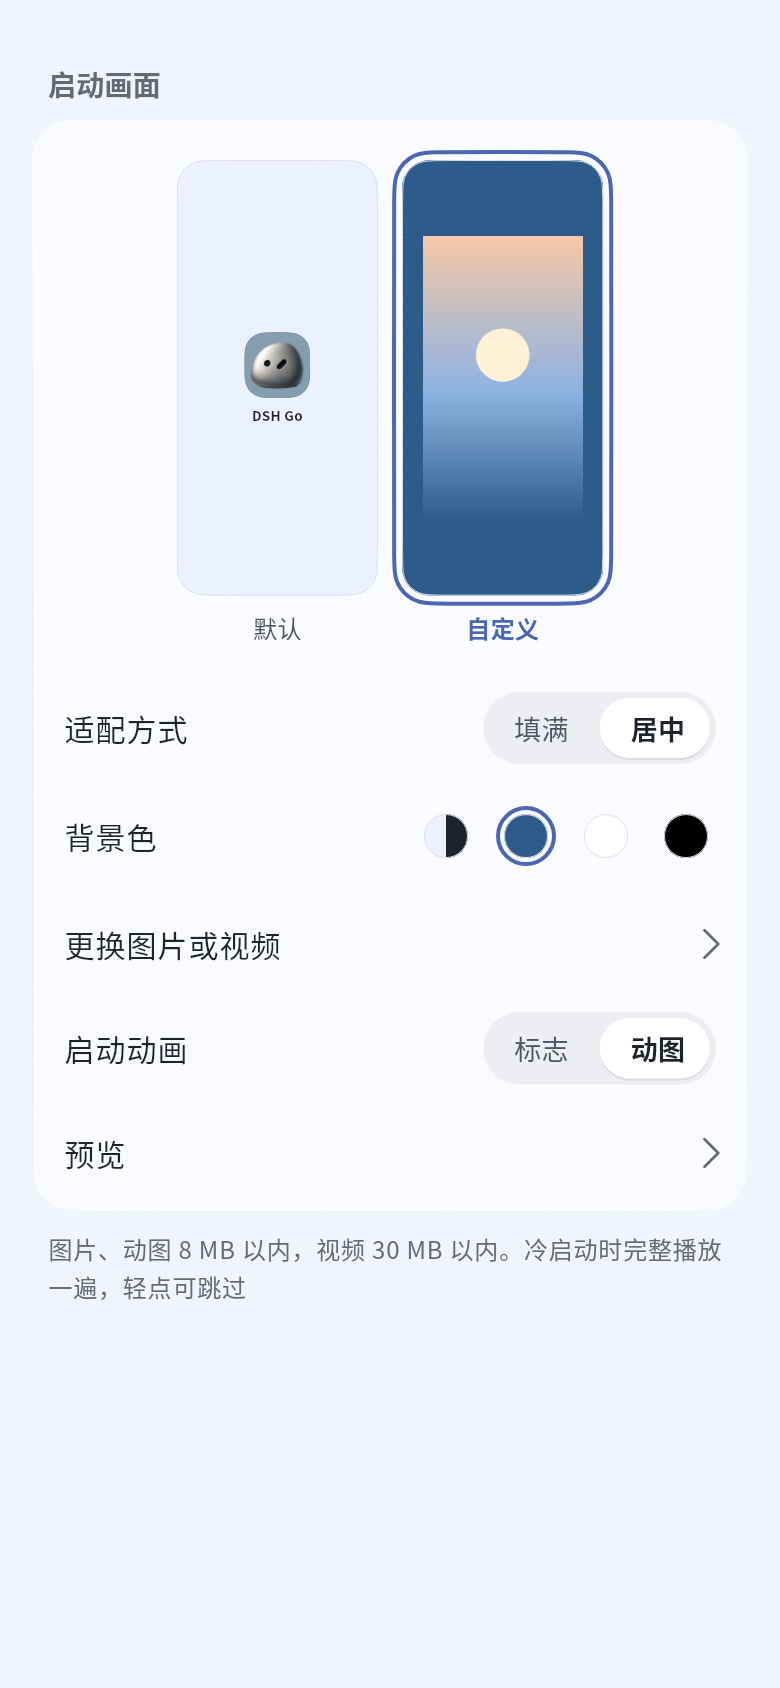 启动画面
DSH Go
默认
自定义
适配方式
填满
居中
背景色
更换图片或视频
启动动画
标志
动图
预览
图片、动图 8 MB 以内，视频 30 MB 以内。冷启动时完整播放
一遍，轻点可跳过